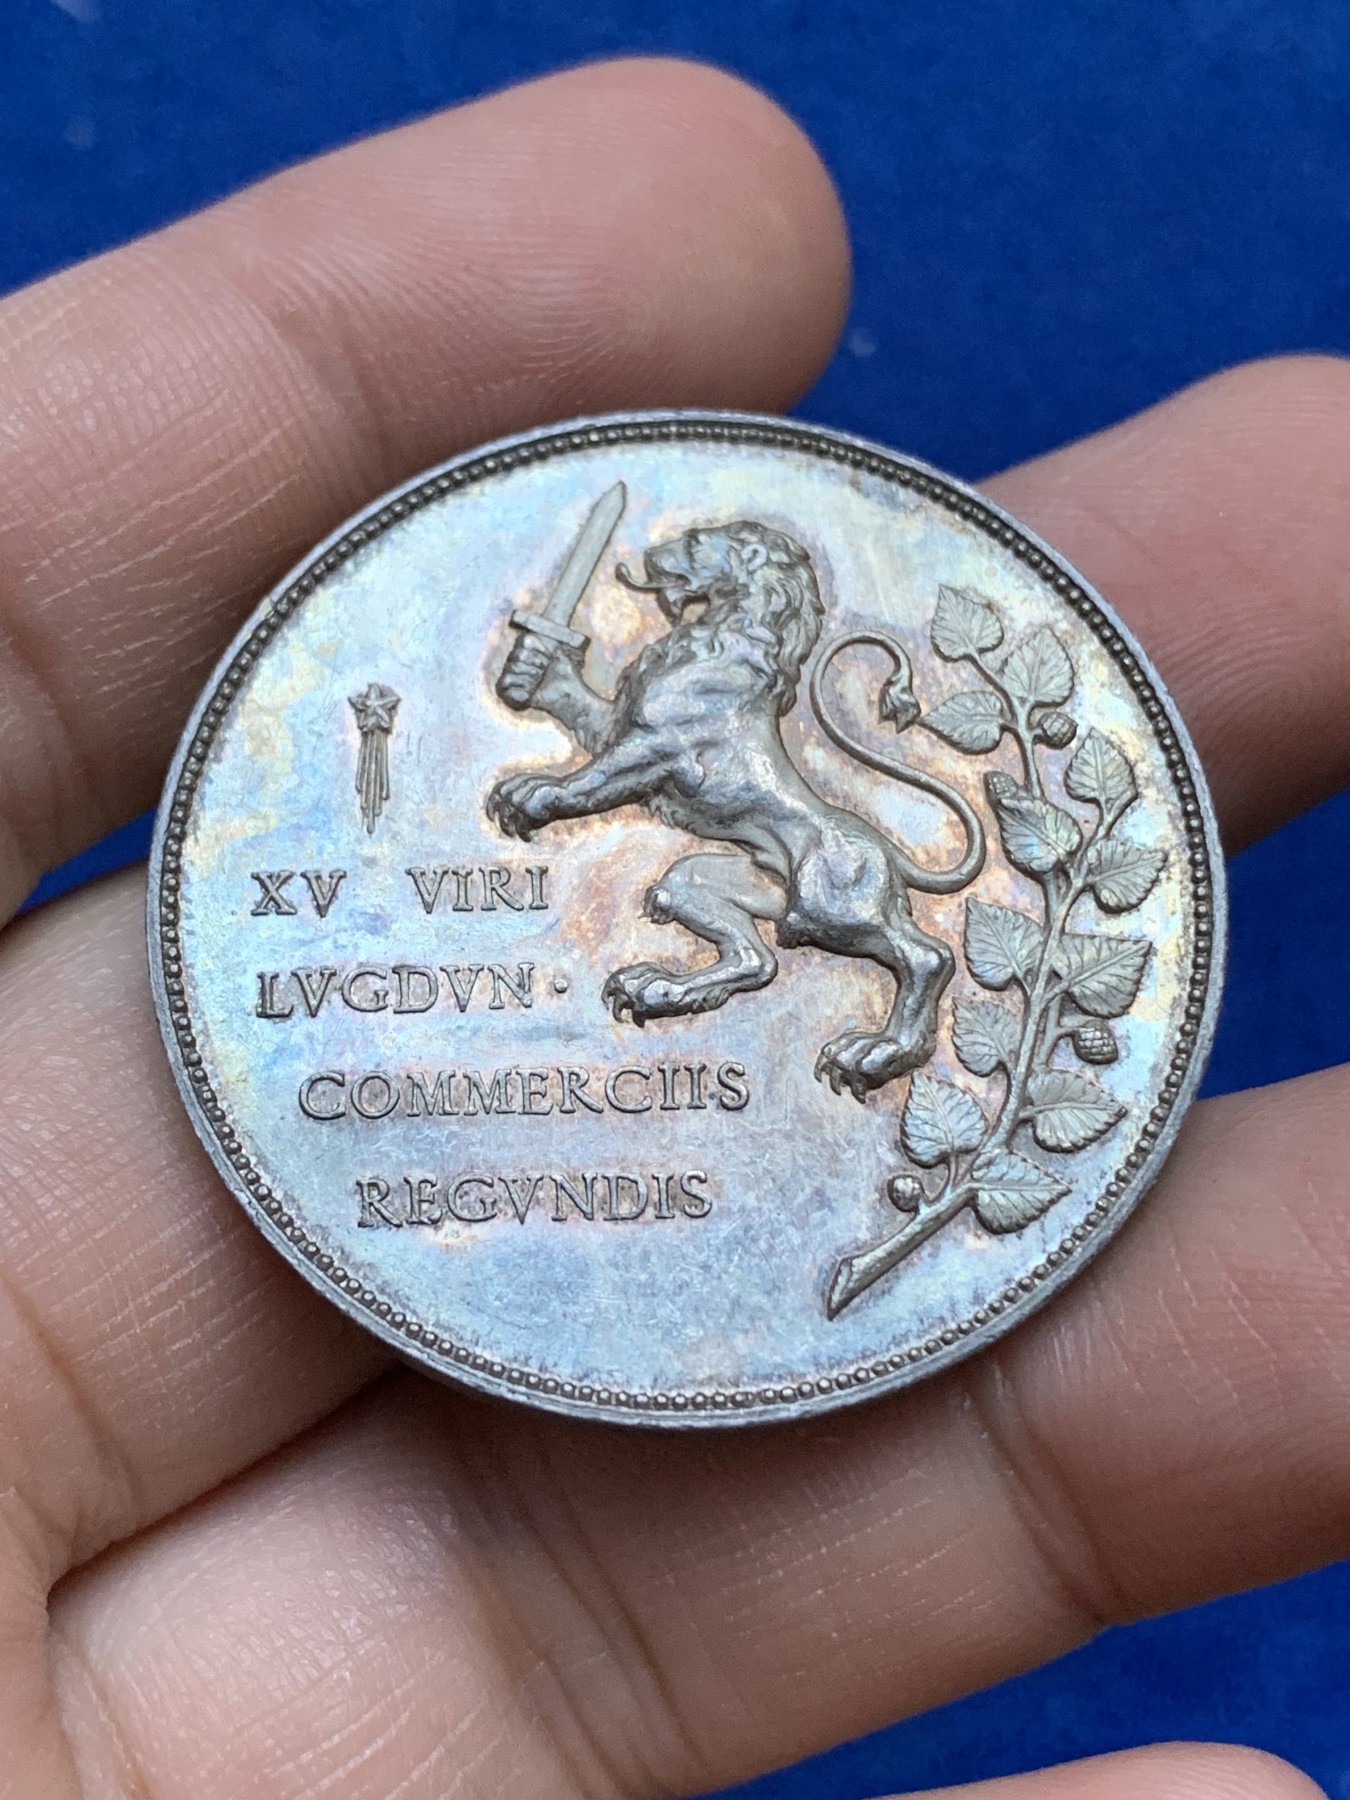 XV VIRI
LVGDVN·
COMMERCIIS
REGVNDIS